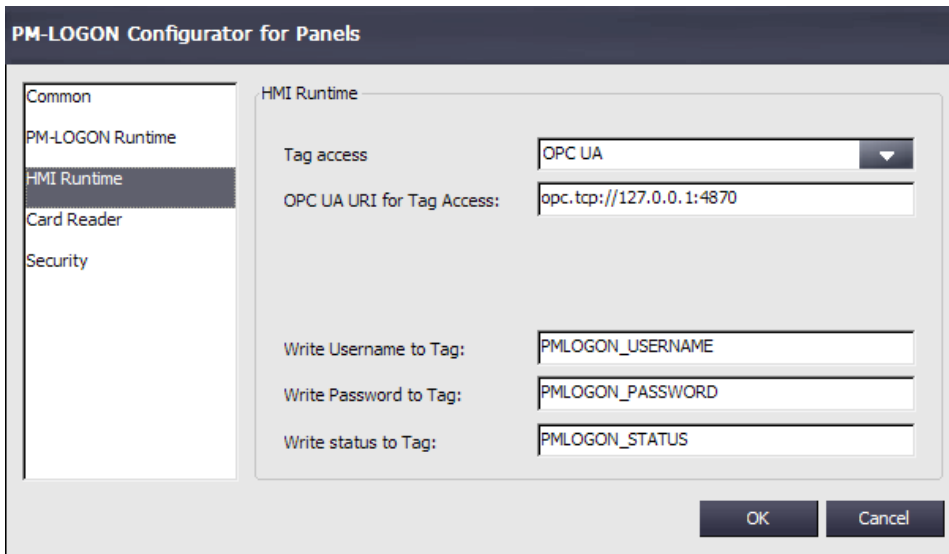 PM-LOGON Configurator for Panels
Common
PM-LOGON Runtime
HMI Runtime
Card Reader
Security
HMI Runtime
Tag access
OPC UA
OPC UA URI for Tag Access:
opc.tcp://127.0.0.1:4870
Write Username to Tag:
PMLOGON_USERNAME
Write Password to Tag:
PMLOGON_PASSWORD
Write status to Tag:
PMLOGON_STATUS
OK
Cancel